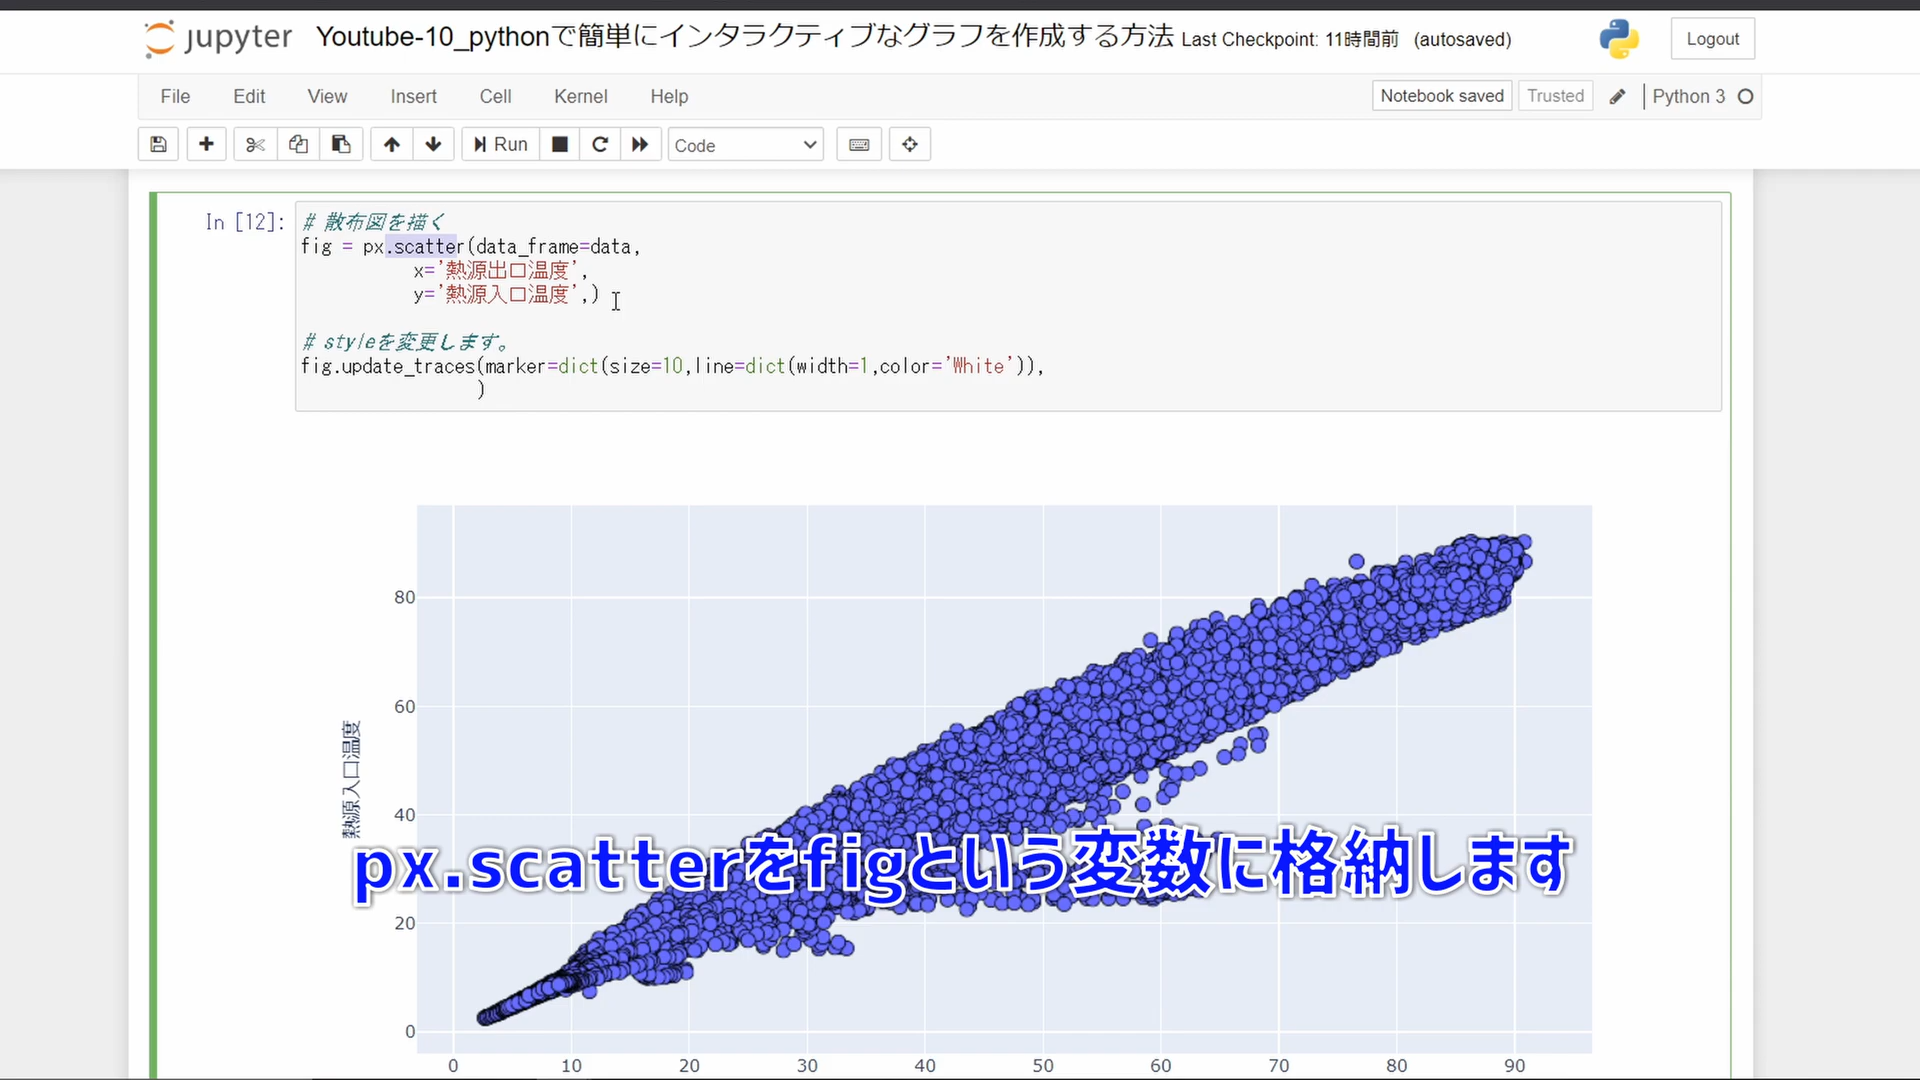 jupyter Youtube-10_pythonで簡単にインタラクティブなグラフを作成する方法 Last Checkpoint: 11時間前 (autosaved) Logout
File Edit View Insert Cell Kernel Help Notebook saved Trusted Python 3
Run Code
In [12]: # 散布図を描く
fig = px.scatter(data_frame=data,
x='熱源出口温度',
y='熱源入口温度',)
# styleを変更します。
fig.update_traces(marker=dict(size=10,line=dict(width=1,color='White')),
)
80
60
熱源入口温度
40
px.scatterをfigという変数に格納します
20
0
0 10 20 30 40 50 60 70 80 90